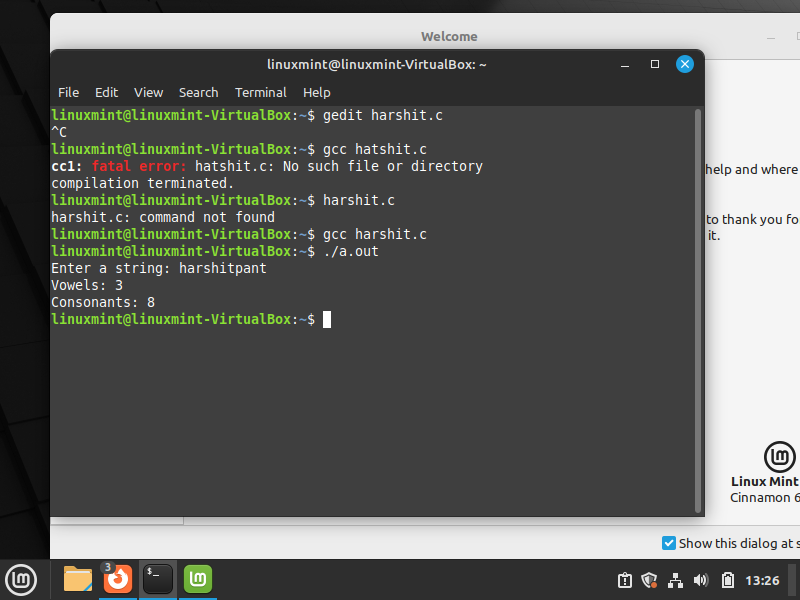 Welcome
linuxmint@linuxmint-VirtualBox: ~
File Edit View Search Terminal Help
linuxmint@linuxmint-VirtualBox:~$ gedit harshit.c
^C
linuxmint@linuxmint-VirtualBox:~$ gcc hatshit.c
cc1: fatal error: hatshit.c: No such file or directory
compilation terminated.
linuxmint@linuxmint-VirtualBox:~$ harshit.c
harshit.c: command not found
linuxmint@linuxmint-VirtualBox:~$ gcc harshit.c
linuxmint@linuxmint-VirtualBox:~$ ./a.out
Enter a string: harshitpant
Vowels: 3
Consonants: 8
linuxmint@linuxmint-VirtualBox:~$
help and where
to thank you fo
it.
Linux Mint
Cinnamon 6
Show this dialog at s
3
$_
13:26